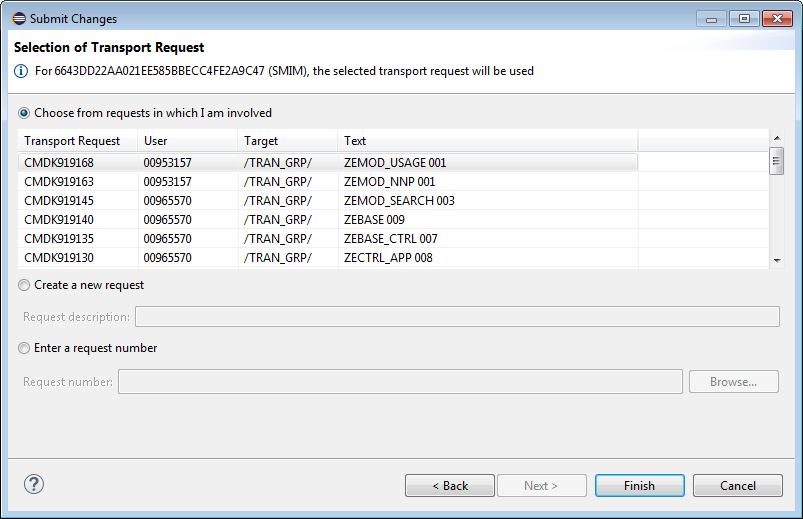 Submit Changes
Selection of Transport Request
For 6643DD22AA021EE585BBECC4FE2A9C47 (SMIM), the selected transport request will be used
Choose from requests in which I am involved
Transport Request User Target Text
CMDK919168 00953157 /TRAN_GRP/ ZEMOD_USAGE 001
CMDK919163 00953157 /TRAN_GRP/ ZEMOD_NNP 001
CMDK919145 00965570 /TRAN_GRP/ ZEMOD_SEARCH 003
CMDK919140 00965570 /TRAN_GRP/ ZEBASE 009
CMDK919135 00965570 /TRAN_GRP/ ZEBASE_CTRL 007
CMDK919130 00965570 /TRAN_GRP/ ZECTRL_APP 008
Create a new request
Request description:
Enter a request number
Request number: Browse...
? < Back Next > Finish Cancel